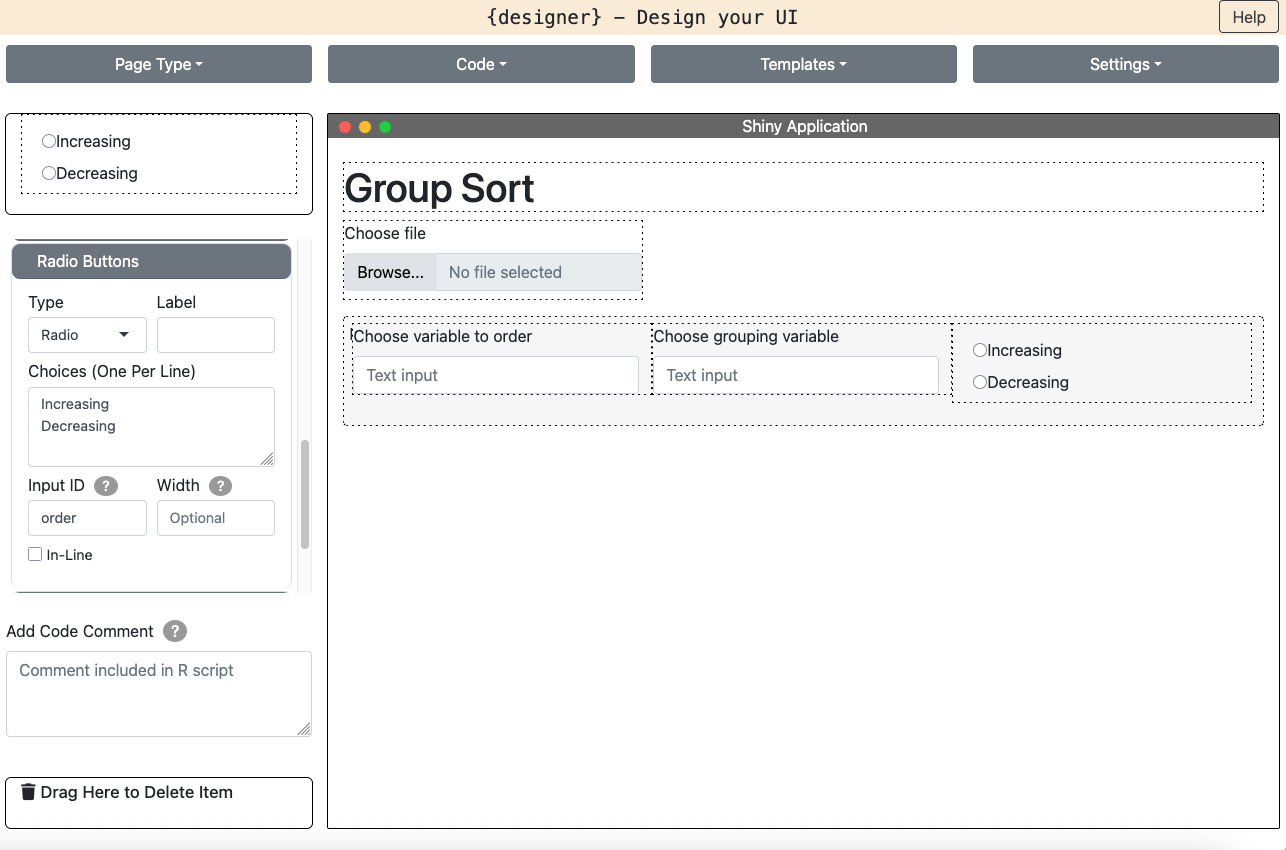 {designer} – Design your UI
Help
Page Type
Code
Templates
Settings
Increasing
Decreasing
Radio Buttons
Type
Label
Radio
Choices (One Per Line)
Increasing
Decreasing
Input ID ?
Width ?
order
Optional
In-Line
Add Code Comment ?
Comment included in R script
Drag Here to Delete Item
Shiny Application
Group Sort
Choose file
Browse... No file selected
Choose variable to order
Text input
Choose grouping variable
Text input
Increasing
Decreasing